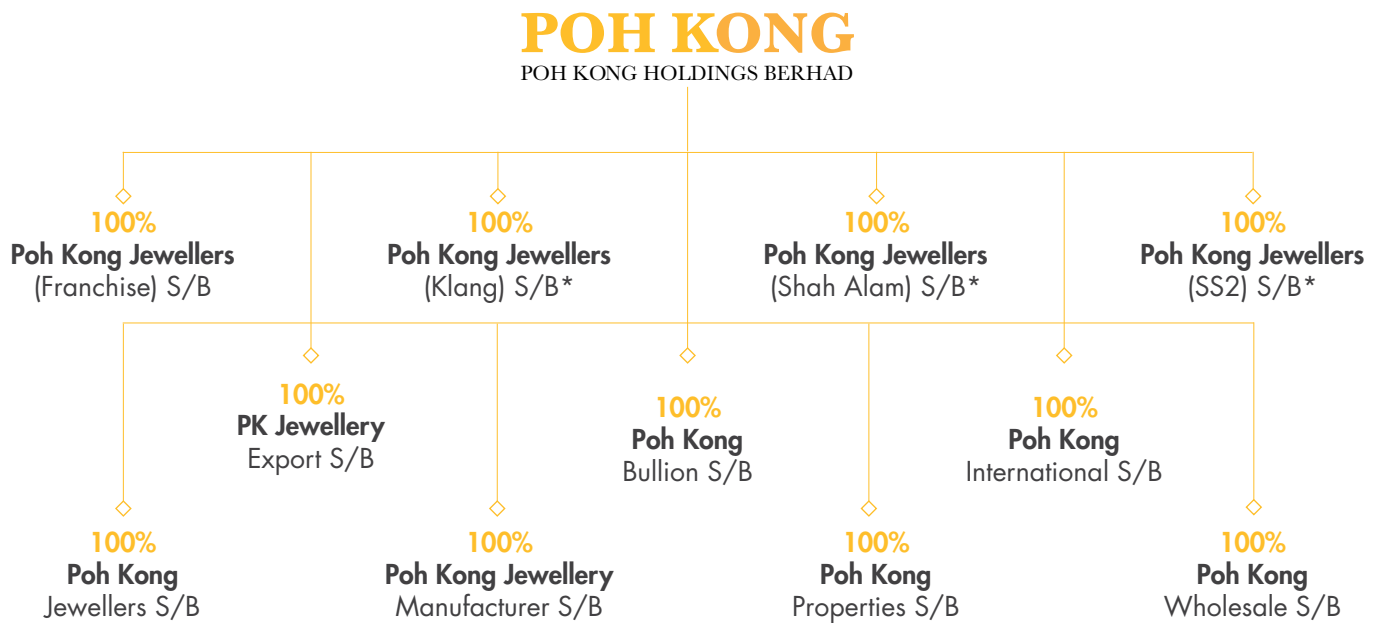 POH KONG
POH KONG HOLDINGS BERHAD
100%
Poh Kong Jewellers
(Franchise) S/B
100%
Poh Kong Jewellers
(Klang) S/B*
100%
Poh Kong Jewellers
(Shah Alam) S/B*
100%
Poh Kong Jewellers
(SS2) S/B*
100%
PK Jewellery
Export S/B
100%
Poh Kong
Bullion S/B
100%
Poh Kong
International S/B
100%
Poh Kong
Jewellers S/B
100%
Poh Kong Jewellery
Manufacturer S/B
100%
Poh Kong
Properties S/B
100%
Poh Kong
Wholesale S/B